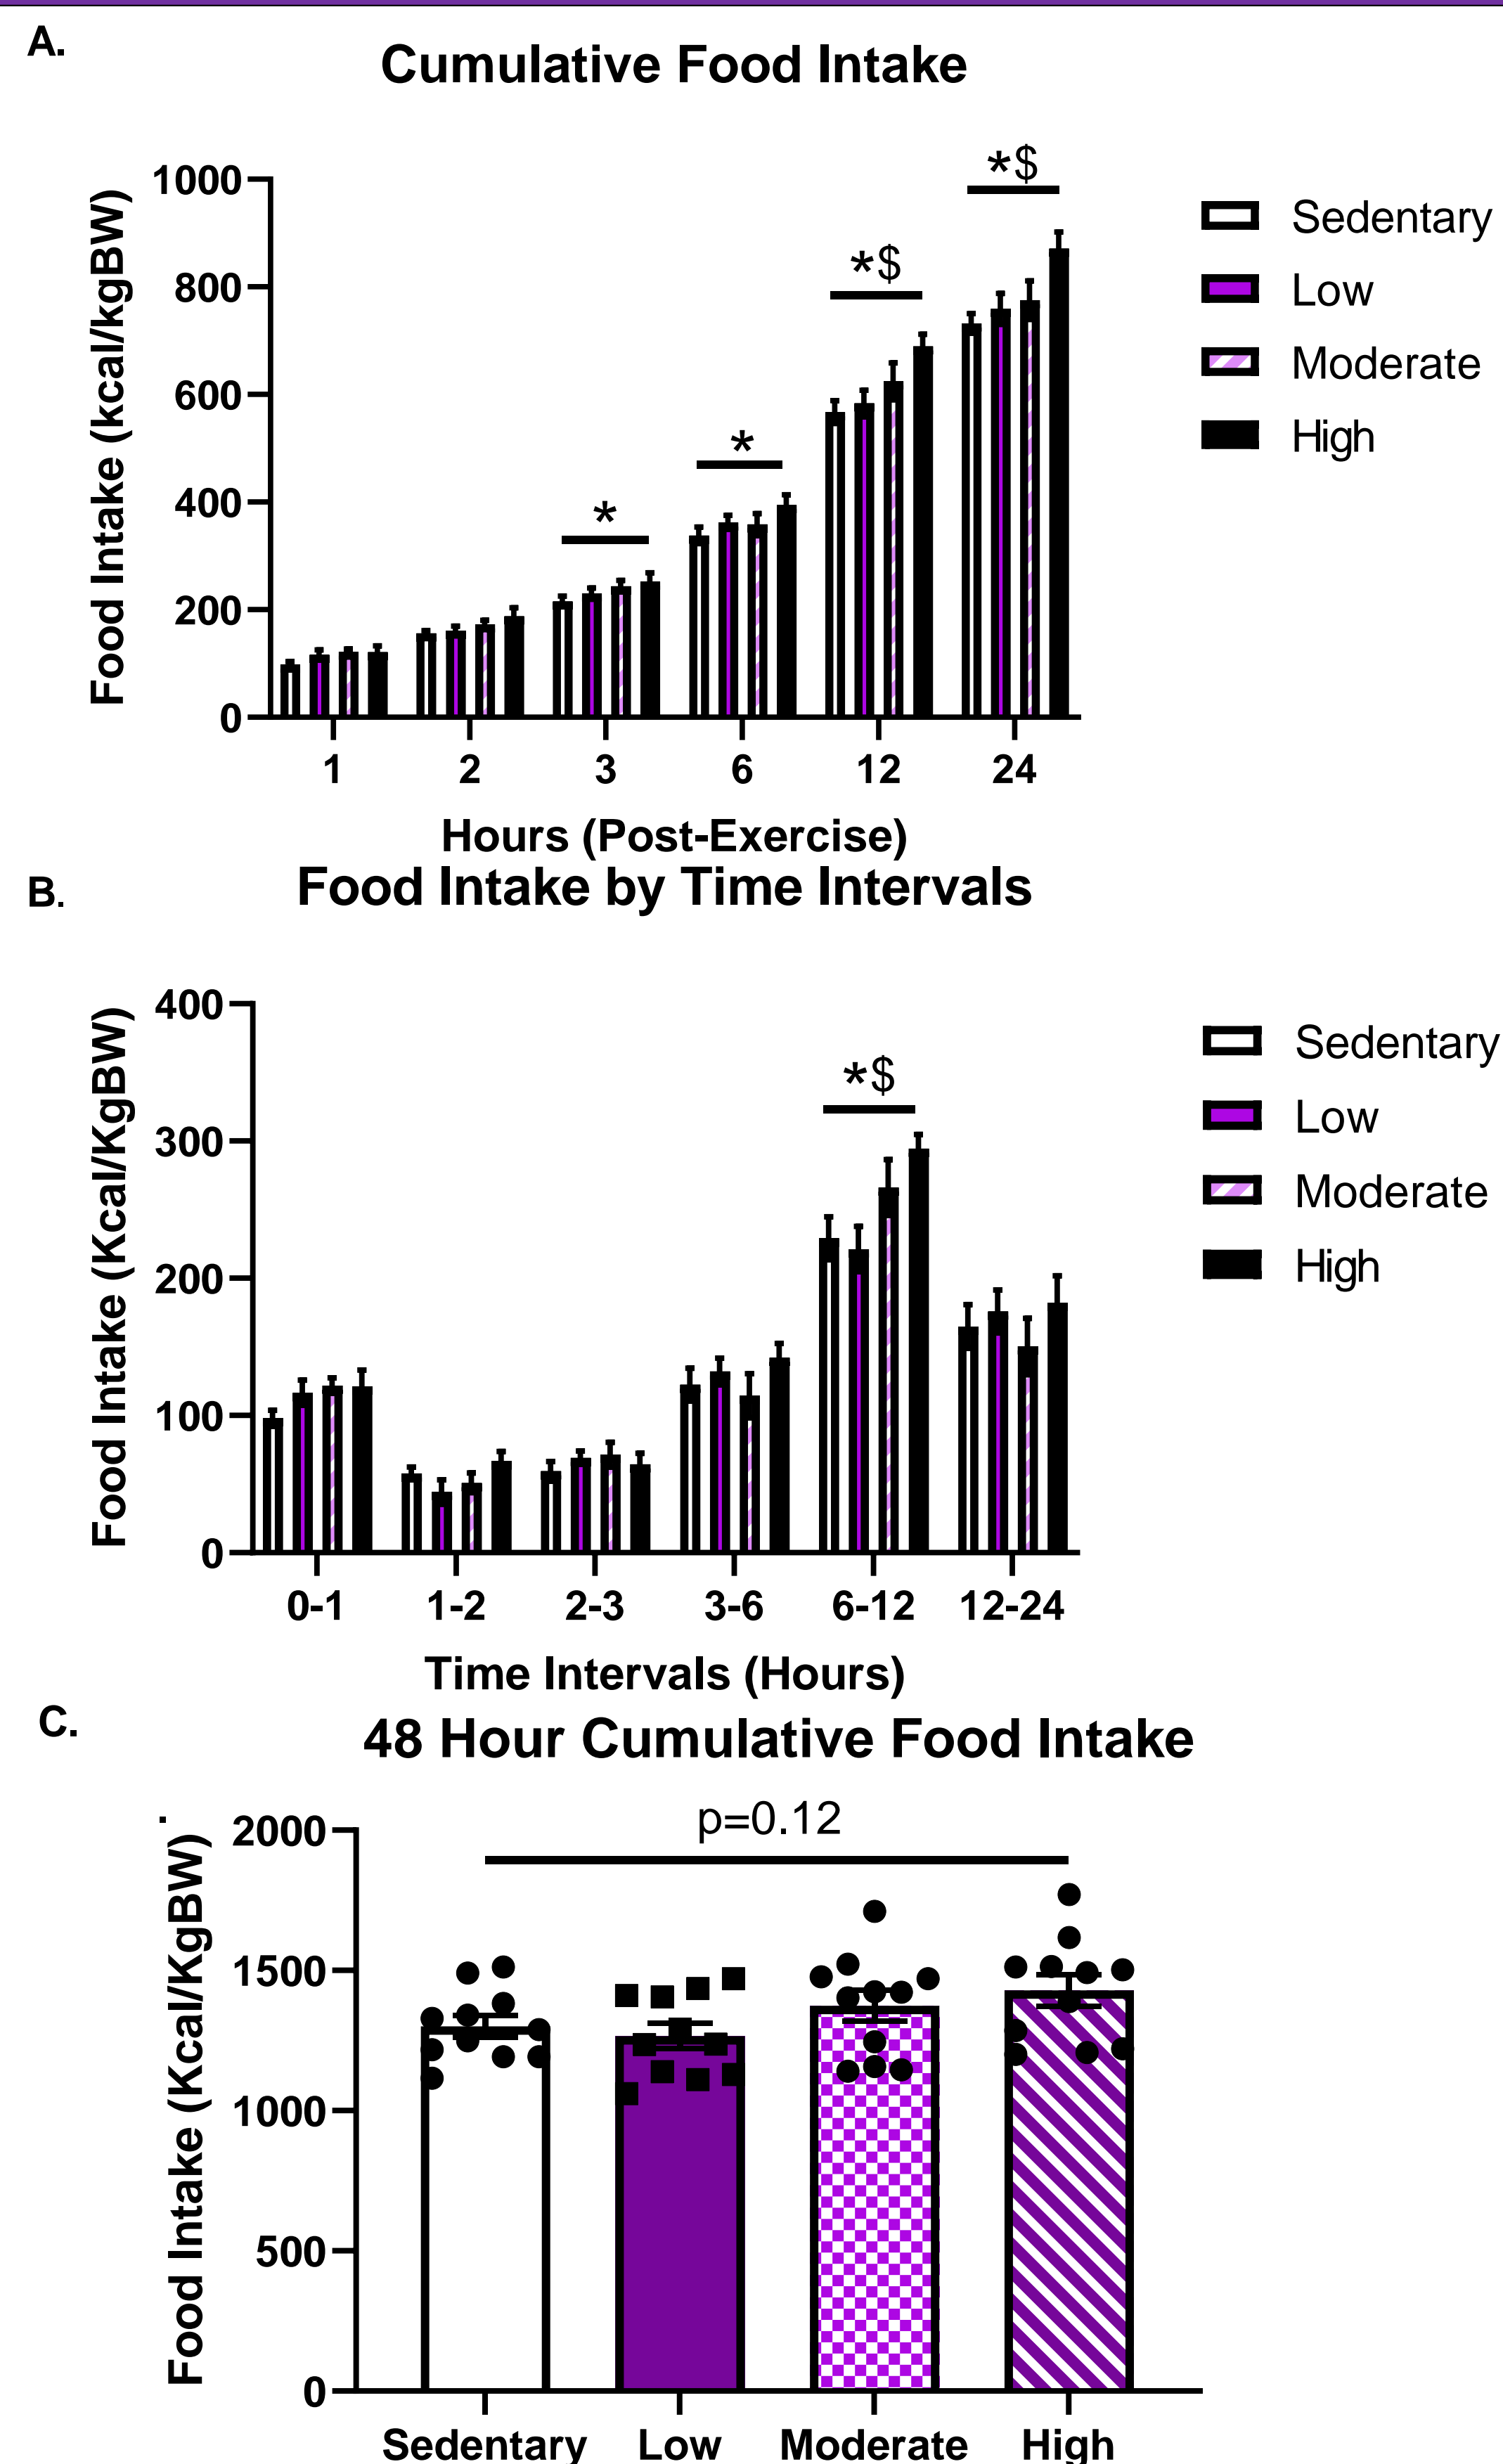 A.
Cumulative Food Intake
*$
*$
*
*
Food Intake (kcal/kgBW)
1000
800
600
400
200
0
1 2 3 6 12 24
Hours (Post-Exercise)
Sedentary
Low
Moderate
High
B.
Food Intake by Time Intervals
*$
Food Intake (Kcal/KgBW)
400
300
200
100
0
0-1 1-2 2-3 3-6 6-12 12-24
Time Intervals (Hours)
Sedentary
Low
Moderate
High
C.
48 Hour Cumulative Food Intake
p=0.12
Food Intake (Kcal/KgBW)
2000
1500
1000
500
0
Sedentary Low Moderate High